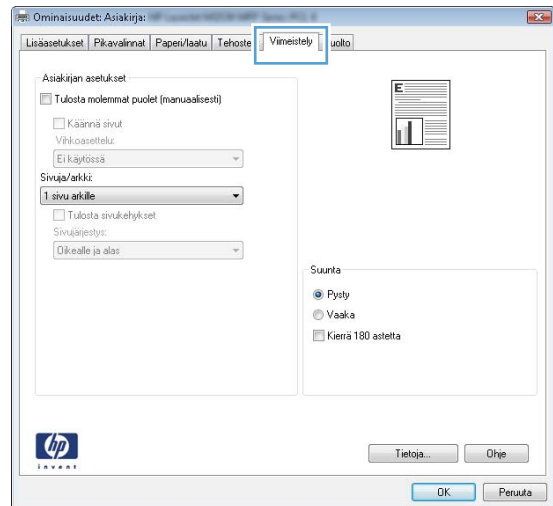 Ominaisuudet: Asiakirja:
Lisäasetukset Pikavalinnat Paperi/laatu Tehoste Viimeistely uolto
Asiakirjan asetukset
Tulosta molemmat puolet (manuaalisesti)
Käännä sivut
Vihkoasettelu:
Ei käytössä
Sivuja/arkki:
1 sivu arkille
Tulosta sivukehykset
Sivujärjestys:
Oikealle ja alas
E
Suunta
Pysty
Vaaka
Kierrä 180 astetta
hp
invent
Tietoja... Ohje
OK Peruuta